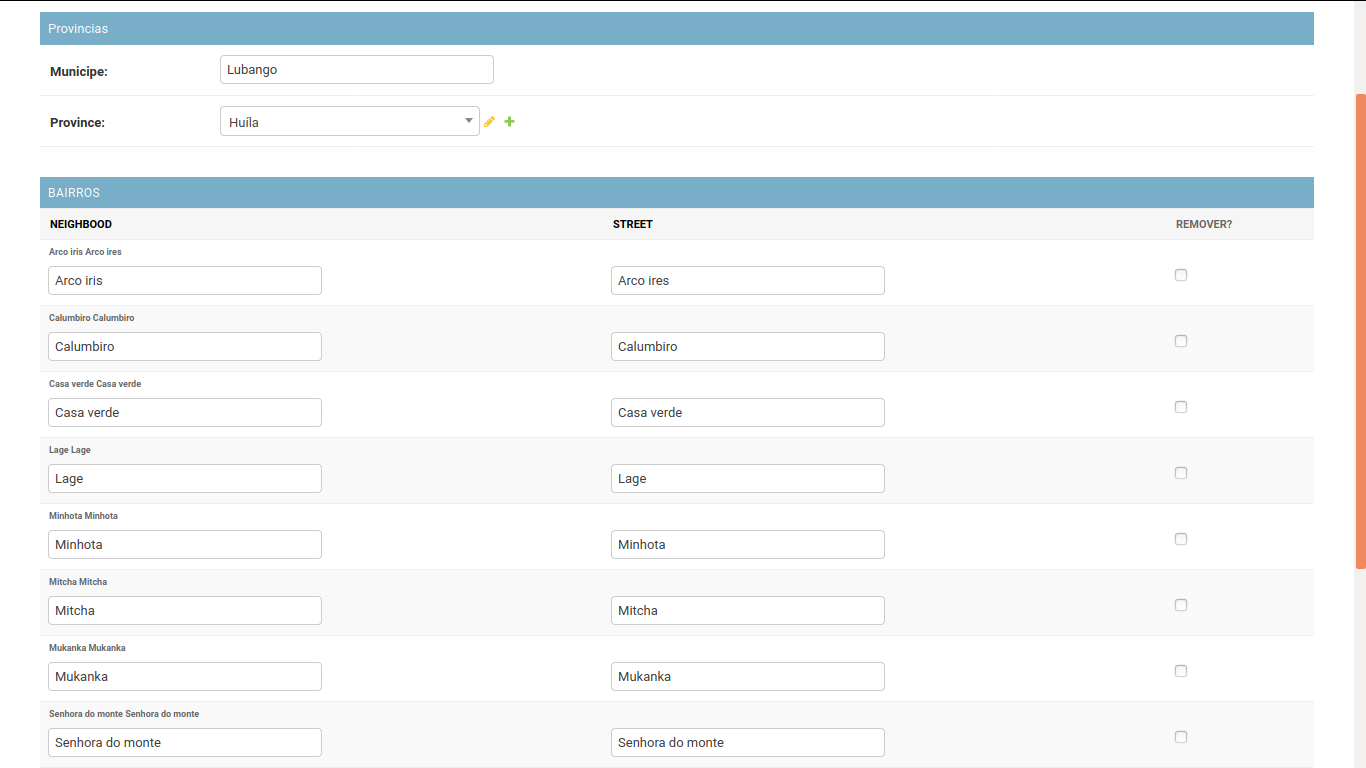 Provincias
Municipe: Lubango
Province: Huíla
BAIRROS
NEIGHBOOD STREET REMOVER?
Arco iris Arco ires
Arco iris Arco ires
Calumbiro Calumbiro
Calumbiro Calumbiro
Casa verde Casa verde
Casa verde Casa verde
Lage Lage
Lage Lage
Minhota Minhota
Minhota Minhota
Mitcha Mitcha
Mitcha Mitcha
Mukanka Mukanka
Mukanka Mukanka
Senhora do monte Senhora do monte
Senhora do monte Senhora do monte